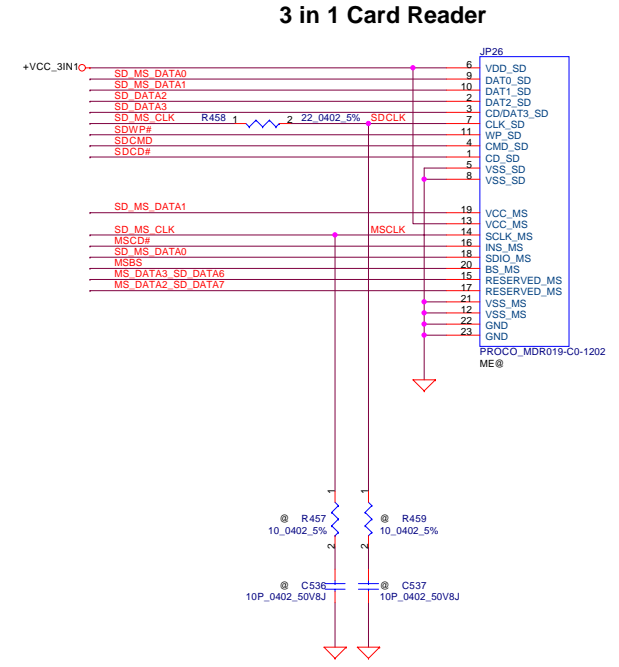 3 in 1 Card Reader
JP26
+VCC_3IN1 6 VDD_SD
SD_MS_DATA0 9 DAT0_SD
SD_MS_DATA1 10 DAT1_SD
SD_DATA2 2 DAT2_SD
SD_DATA3 3 CD/DAT3_SD
SD_MS_CLK R458 1 2 22_0402_5% SDCLK 7 CLK_SD
SDWP# 11 WP_SD
SDCMD 4 CMD_SD
SDCD# 1 CD_SD
5 VSS_SD
8 VSS_SD
SD_MS_DATA1 19 VCC_MS
13 VCC_MS
SD_MS_CLK MSCLK 14 SCLK_MS
MSCD# 16 INS_MS
SD_MS_DATA0 18 SDIO_MS
MSBS 20 BS_MS
MS_DATA3_SD_DATA6 15 RESERVED_MS
MS_DATA2_SD_DATA7 17 RESERVED_MS
21 VSS_MS
12 VSS_MS
22 GND
23 GND
PROCO_MDR019-C0-1202
ME@
1 1
@ R457 @ R459
10_0402_5% 10_0402_5%
2 2
@ C536 @ C537
10P_0402_50V8J 10P_0402_50V8J